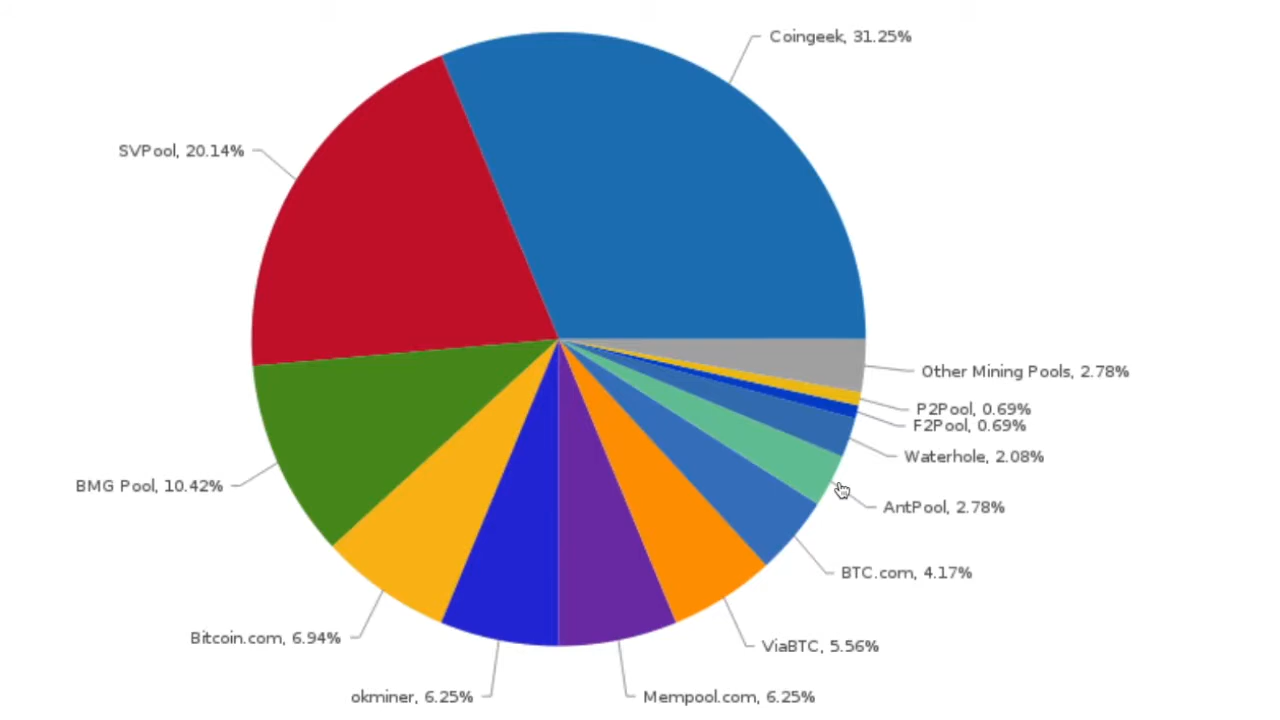 Coingeek, 31.25%
SVPool, 20.14%
Other Mining Pools, 2.78%
P2Pool, 0.69%
F2Pool, 0.69%
Waterhole, 2.08%
BMG Pool, 10.42%
AntPool, 2.78%
BTC.com, 4.17%
Bitcoin.com, 6.94%
ViaBTC, 5.56%
okminer, 6.25%
Mempool.com, 6.25%